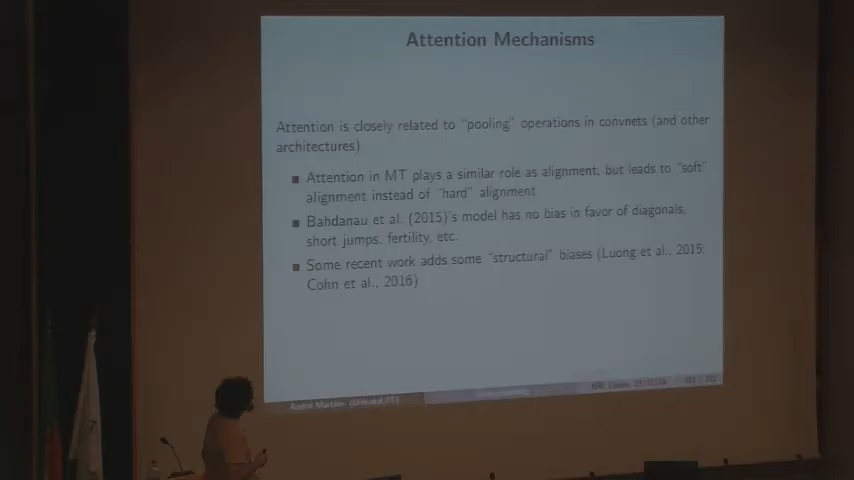 Attention Mechanisms
Attention is closely related to "pooling" operations in convnets (and other
architectures)
Attention in MT plays a similar role as alignment, but leads to "soft"
alignment instead of "hard" alignment
Bahdanau et al. (2015)'s model has no bias in favor of diagonals,
short jumps, fertility, etc.
Some recent work adds some "structural" biases (Luong et al., 2015;
Cohn et al., 2016)
André Martins